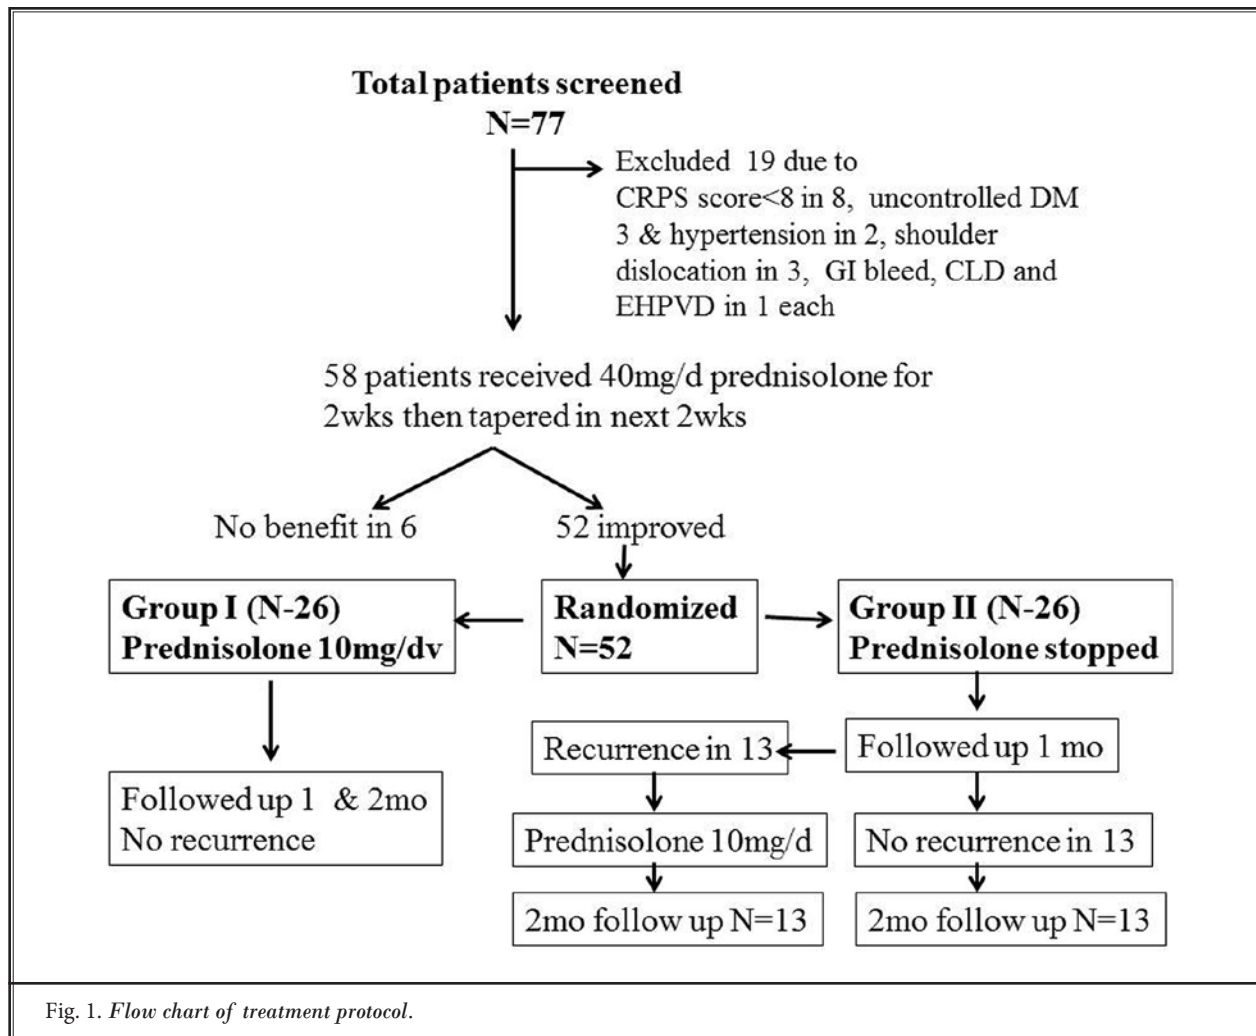 Total patients screened
N=77
Excluded 19 due to
CRPS score<8 in 8, uncontrolled DM
3 & hypertension in 2, shoulder
dislocation in 3, GI bleed, CLD and
EHPVD in 1 each
58 patients received 40mg/d prednisolone for
2wks then tapered in next 2wks
No benefit in 6
52 improved
Group I (N-26)
Prednisolone 10mg/dv
Randomized
N=52
Group II (N-26)
Prednisolone stopped
Recurrence in 13
Followed up 1 mo
Followed up 1 & 2mo
No recurrence
Prednisolone 10mg/d
No recurrence in 13
2mo follow up N=13
2mo follow up N=13
Fig. 1. Flow chart of treatment protocol.